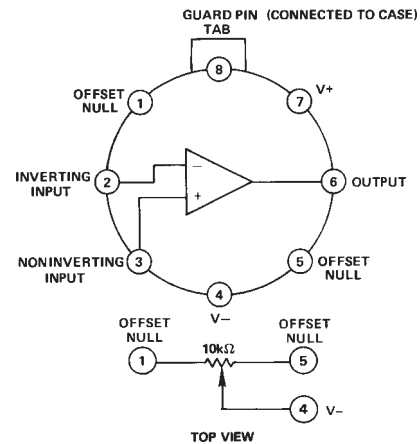 GUARD PIN (CONNECTED TO CASE)
TAB
8
OFFSET
NULL
1
7
V+
INVERTING
INPUT
2
−
+
6
OUTPUT
NONINVERTING
INPUT
3
5
OFFSET
NULL
4
V−
OFFSET
NULL
10kΩ
OFFSET
NULL
1
5
4
V−
TOP VIEW